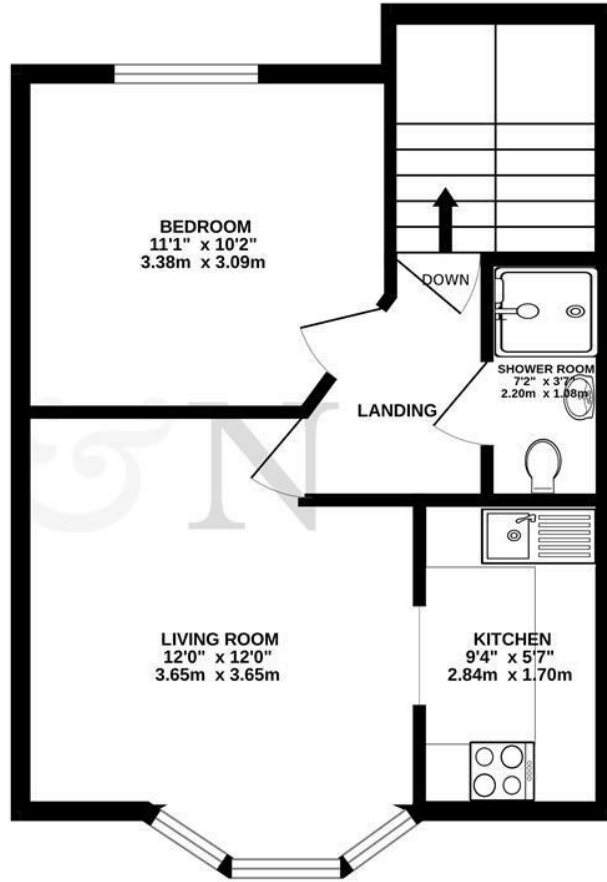 BEDROOM
11'1" x 10'2"
3.38m x 3.09m
DOWN
SHOWER ROOM
7'2" x 3'7"
2.20m x 1.08m
LANDING
& N
LIVING ROOM
12'0" x 12'0"
3.65m x 3.65m
KITCHEN
9'4" x 5'7"
2.84m x 1.70m